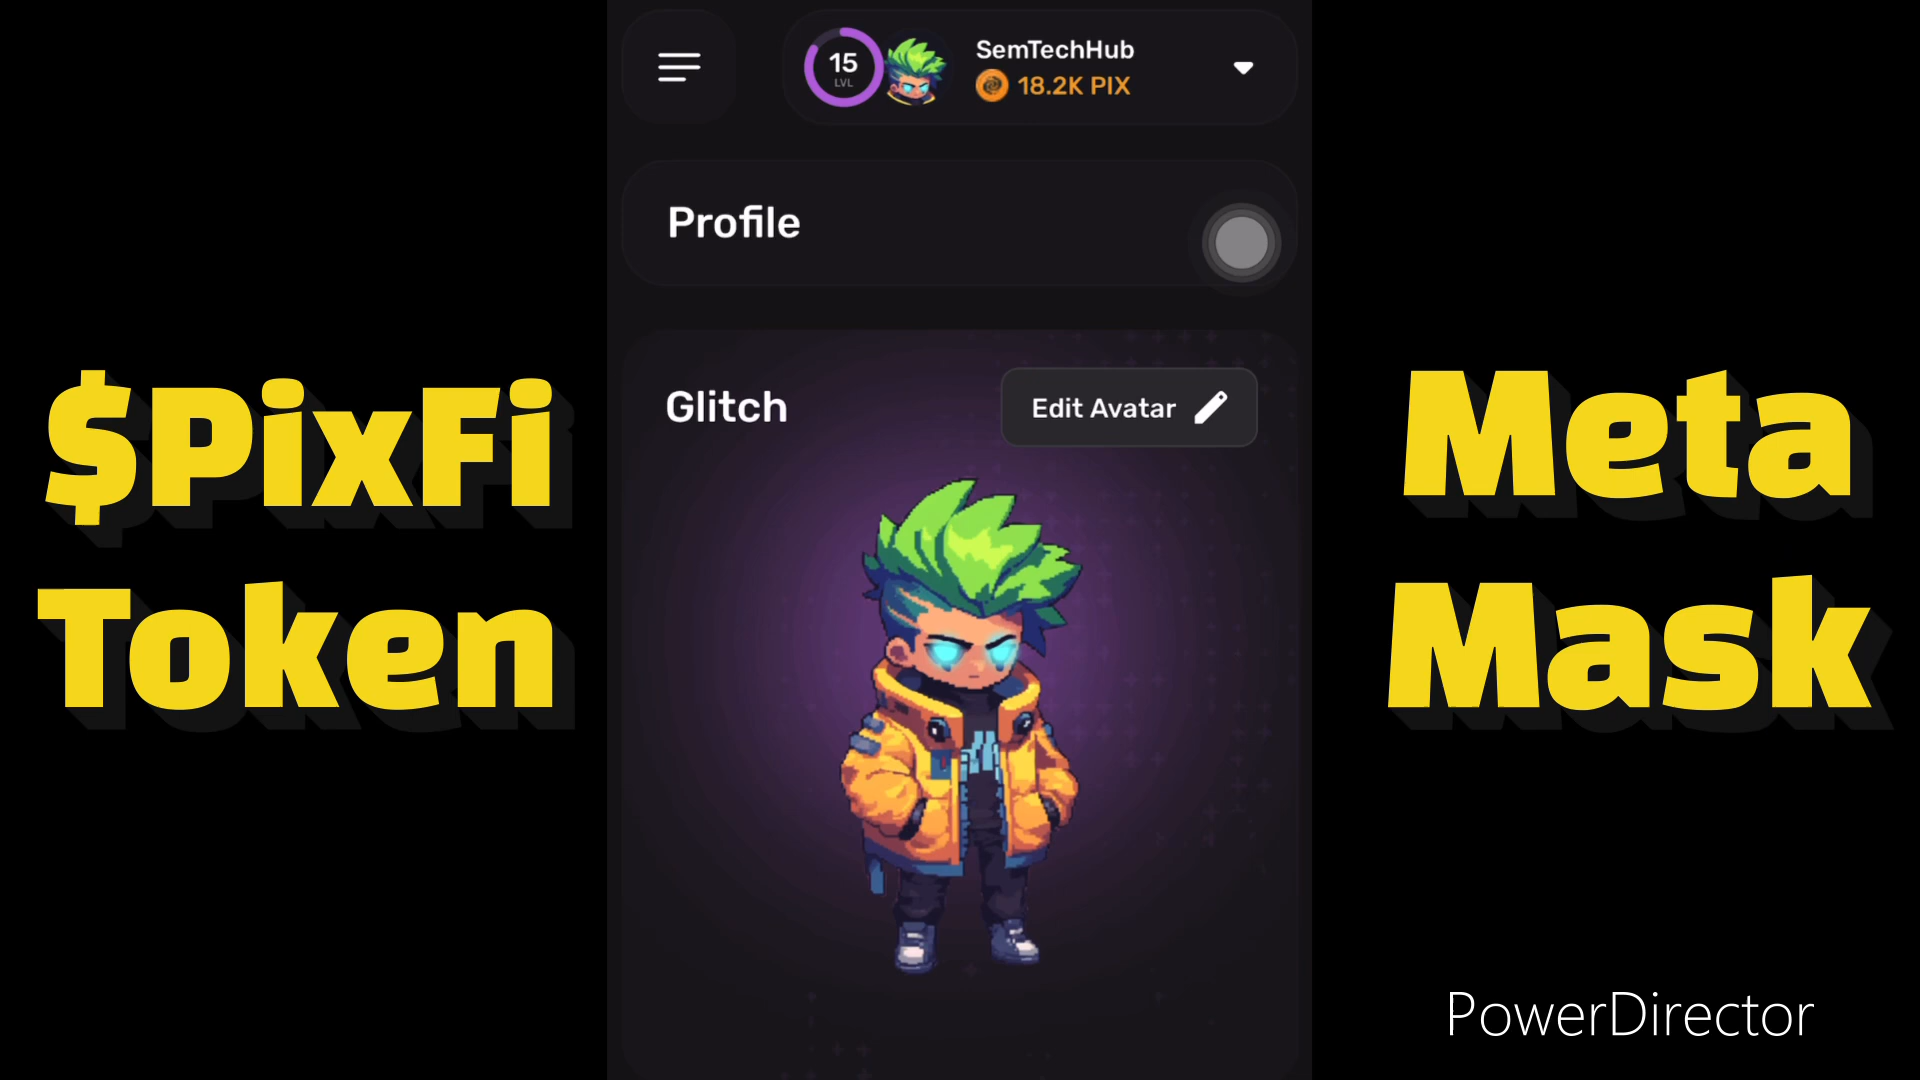 15
LVL
SemTechHub
18.2K PIX
Profile
Glitch
Edit Avatar
$PixFi
Token
Meta
Mask
PowerDirector